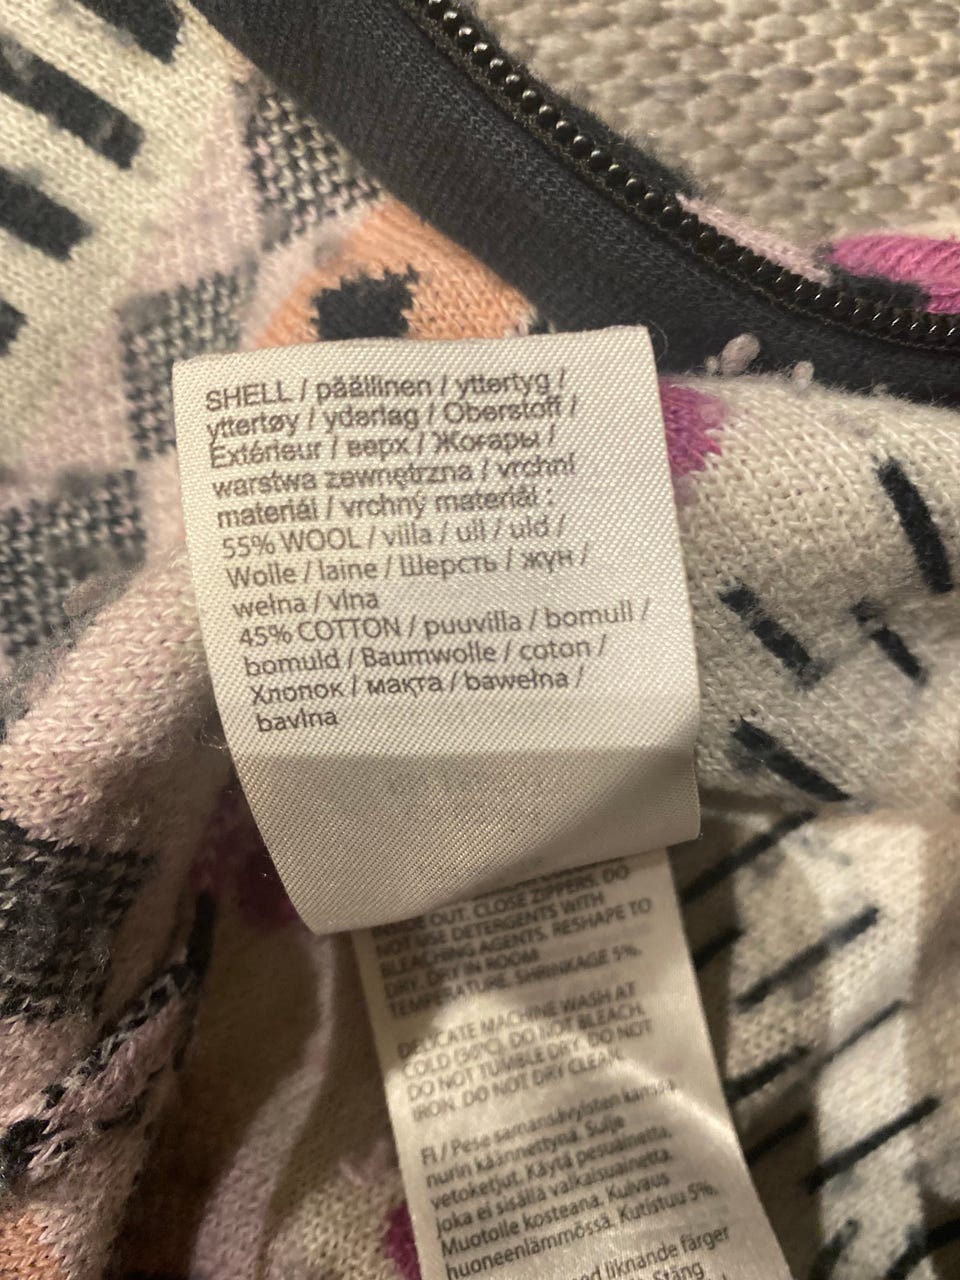 SHELL / päällinen / yttertyg /
yttertøy / yderlag / Oberstoff /
Extérieur / верх / Жоғары /
warstwa zewnętrzna / vrchní
materiál / vrchný materiál :
55% WOOL / villa / ull / uld /
Wolle / laine / Шерсть / жүн /
wełna / vlna
45% COTTON / puuvilla / bomull /
bomuld / Baumwolle / coton /
Хлопок / мақта / bawełna /
bavlna
OUT. CLOSE ZIPPERS. DO
NOT USE DETERGENTS WITH
BLEACHING AGENTS. RESHAPE TO
DRY. DRY IN ROOM
TEMPERATURE. SHRINKAGE 5%.
DELICATE MACHINE WASH AT
COLD (30°C). DO NOT BLEACH.
DO NOT TUMBLE DRY. DO NOT
IRON. DO NOT DRY CLEAN.
FI / Pese samansävyisten kanssa
nurin käännettynä. Sulje
vetoketjut. Käytä pesuainetta,
joka ei sisällä valkaisuainetta.
Muotoile kosteana. Kuivaus
huoneenlämmössä. Kutistuu 5%.
med liknande färger
Stäng